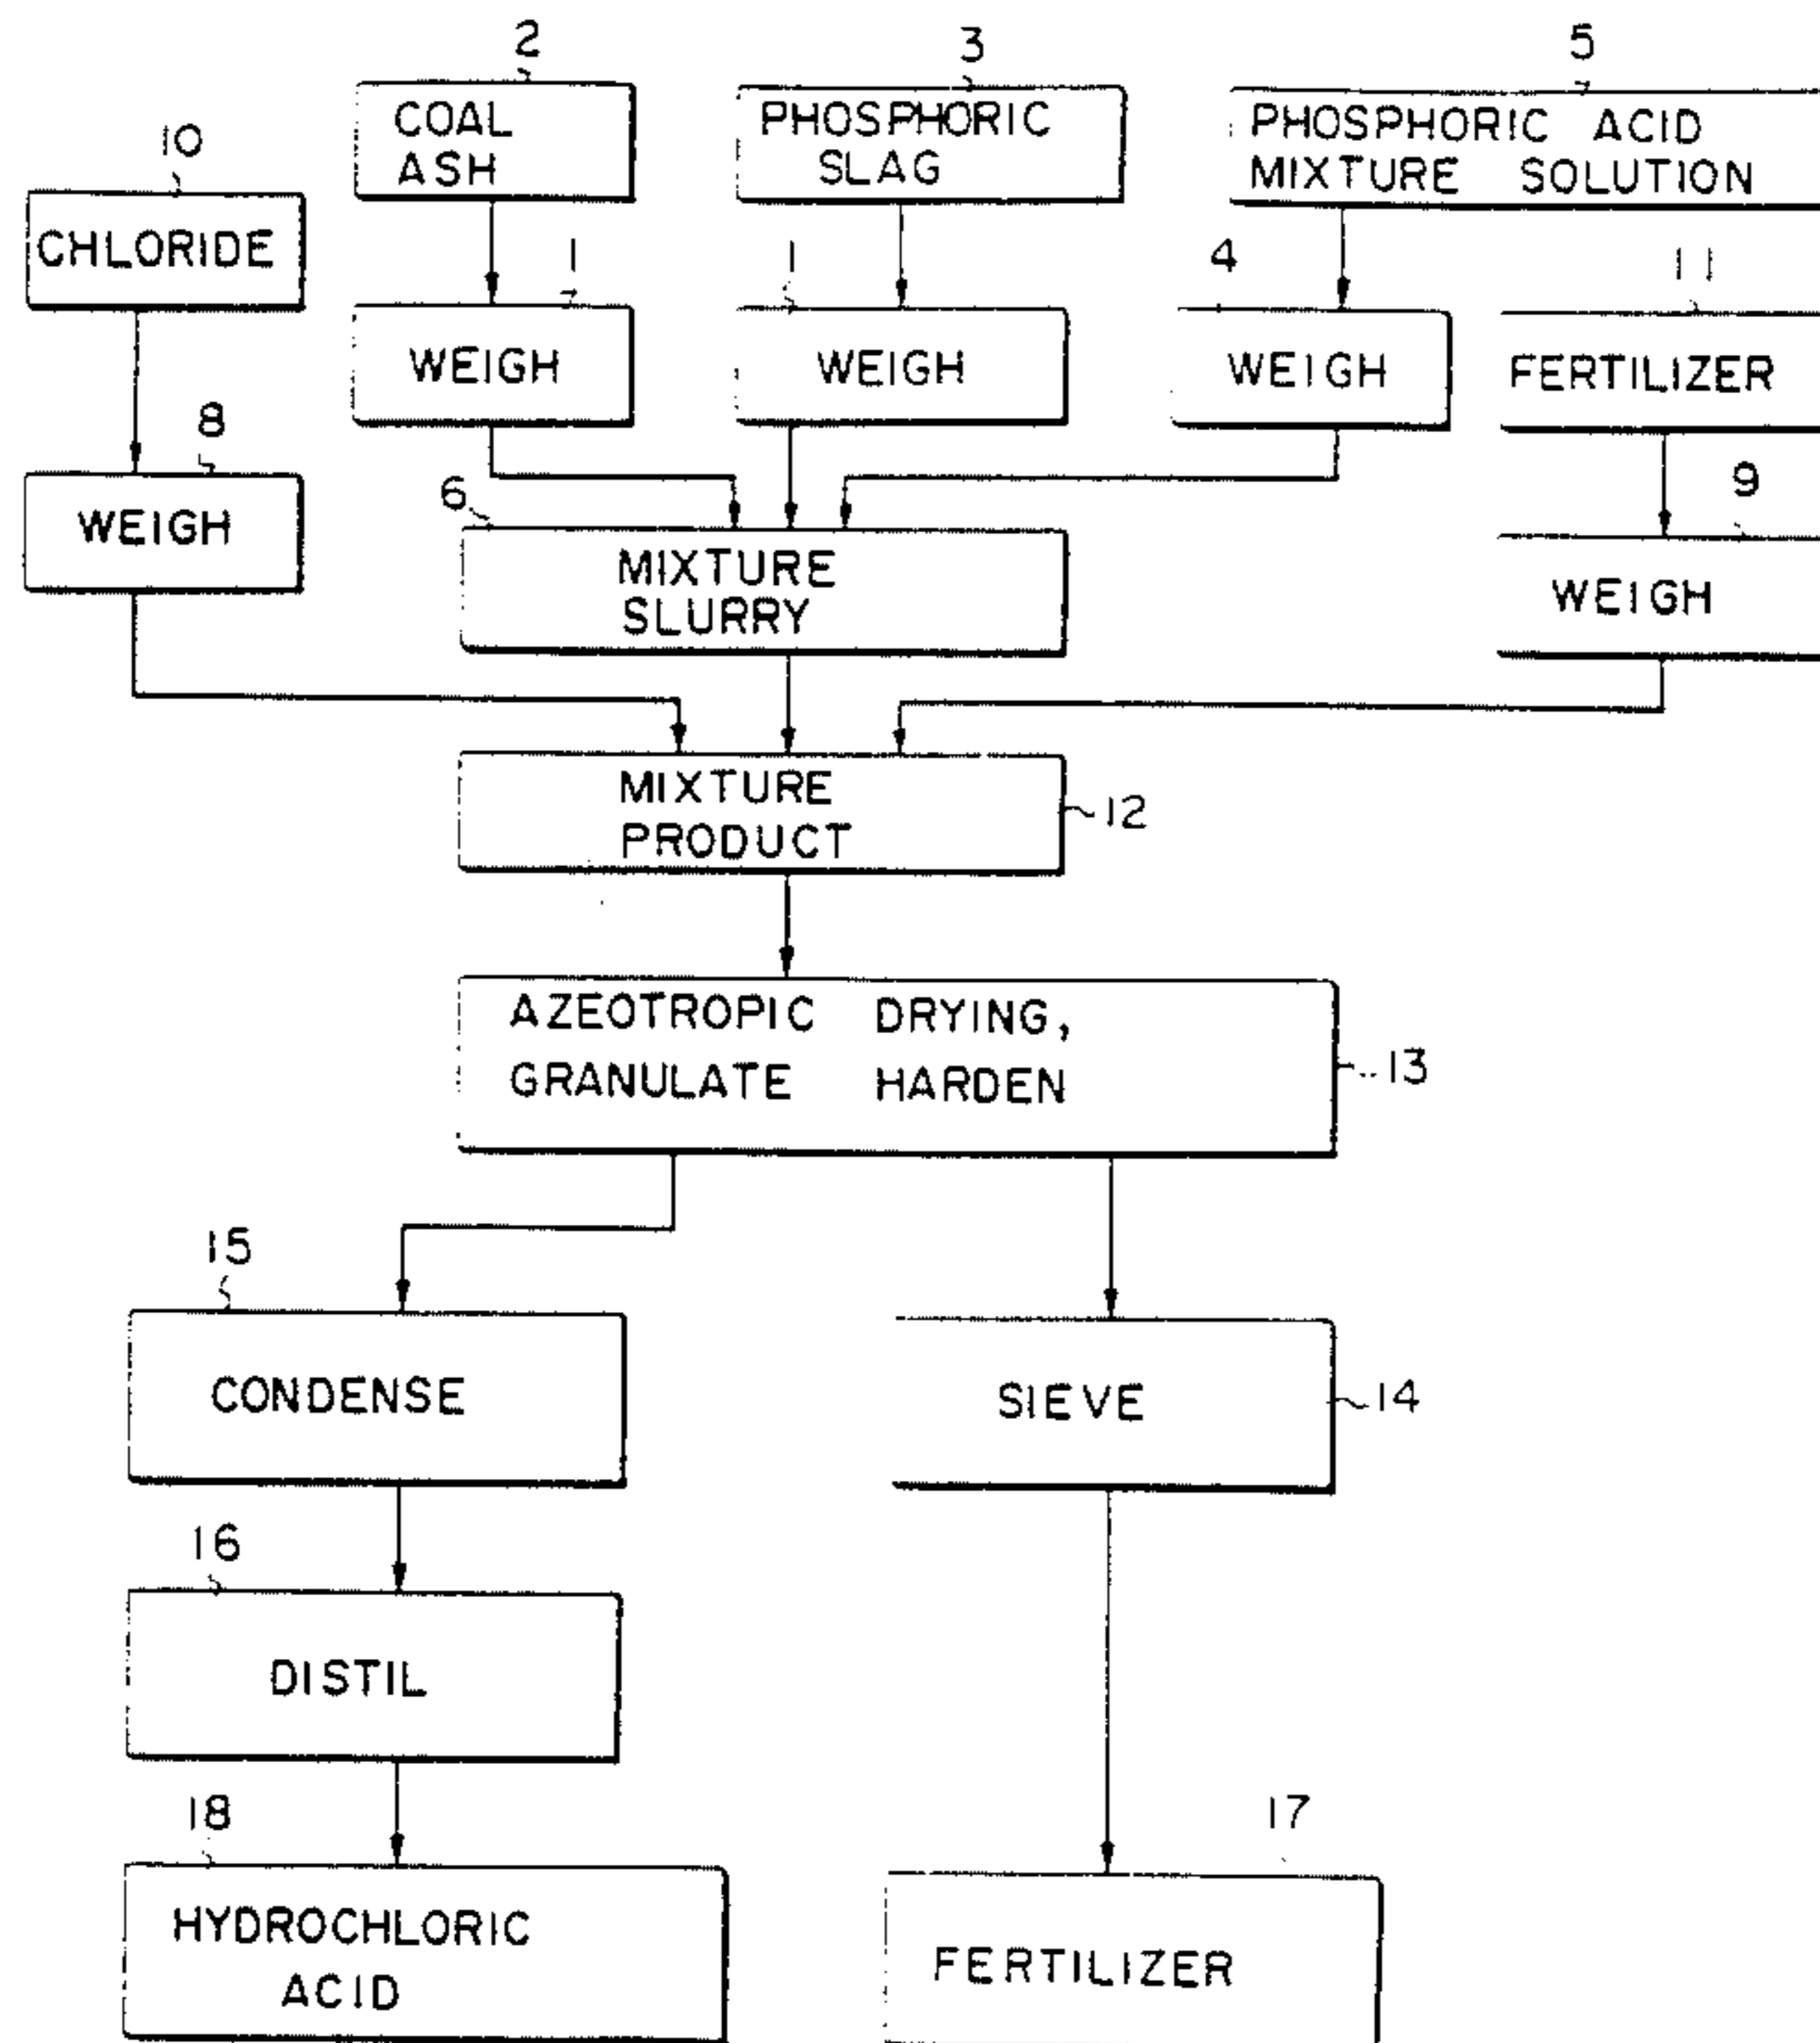 2
3
5
10
COAL
ASH
PHOSPHORIC
SLAG
PHOSPHORIC ACID
MIXTURE SOLUTION
CHLORIDE
1
1
4
11
WEIGH
WEIGH
WEIGH
FERTILIZER
8
6
9
WEIGH
MIXTURE
SLURRY
WEIGH
MIXTURE
PRODUCT
12
AZEOTROPIC DRYING,
GRANULATE HARDEN
13
15
CONDENSE
SIEVE
14
16
DISTIL
18
17
HYDROCHLORIC
ACID
FERTILIZER